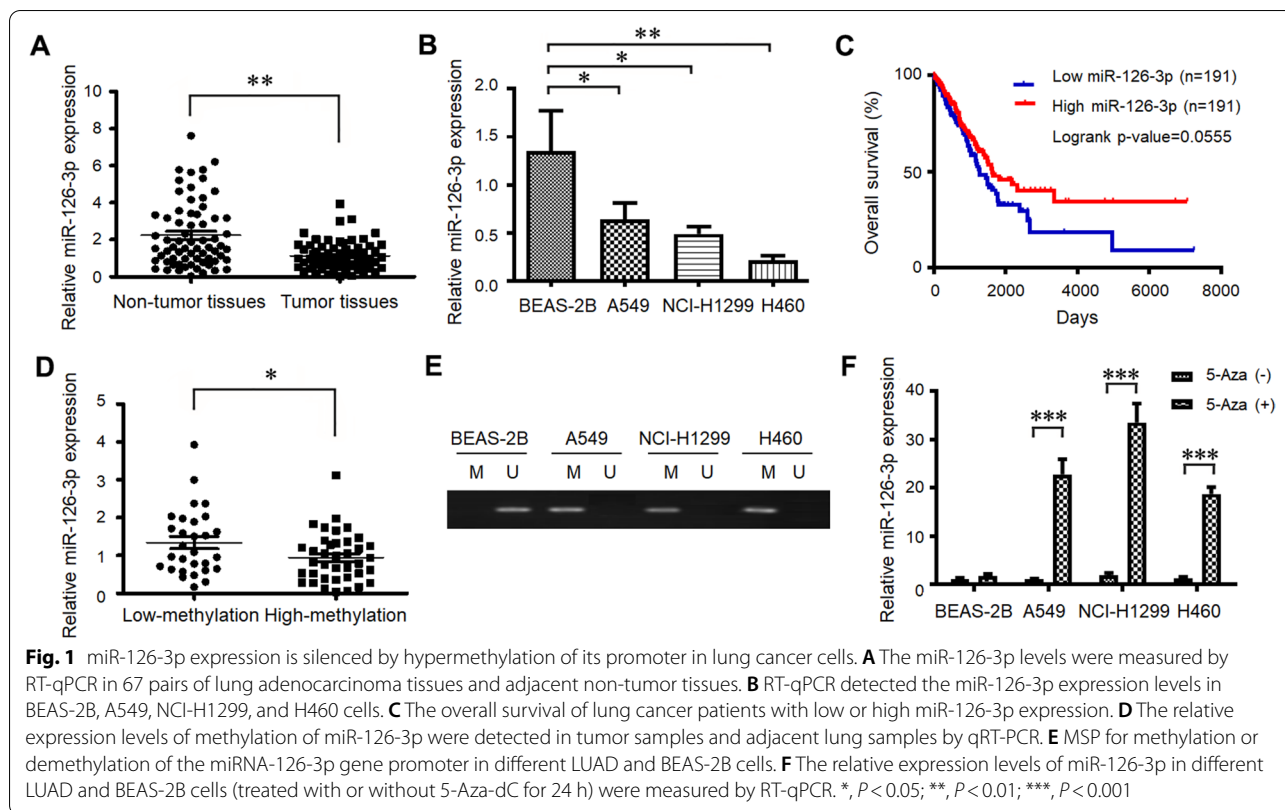 A
**
Relative miR-126-3p expression
10
8
6
4
2
0
Non-tumor tissues
Tumor tissues
B
**
*
*
Relative miR-126-3p expression
2.0
1.5
1.0
0.5
0.0
BEAS-2B A549 NCI-H1299 H460
C
Overall survival (%)
100
50
0
0 2000 4000 6000 8000
Days
Low miR-126-3p (n=191)
High miR-126-3p (n=191)
Logrank p-value=0.0555
D
*
Relative miR-126-3p expression
5
4
3
2
1
0
Low-methylation High-methylation
E
BEAS-2B A549 NCI-H1299 H460
M U M U M U M U
F
5-Aza (-)
5-Aza (+)
***
***
***
Relative miR-126-3p expression
40
30
20
10
0
BEAS-2B A549 NCI-H1299 H460
Fig. 1 miR-126-3p expression is silenced by hypermethylation of its promoter in lung cancer cells. A The miR-126-3p levels were measured by
RT-qPCR in 67 pairs of lung adenocarcinoma tissues and adjacent non-tumor tissues. B RT-qPCR detected the miR-126-3p expression levels in
BEAS-2B, A549, NCI-H1299, and H460 cells. C The overall survival of lung cancer patients with low or high miR-126-3p expression. D The relative
expression levels of methylation of miR-126-3p were detected in tumor samples and adjacent lung samples by qRT-PCR. E MSP for methylation or
demethylation of the miRNA-126-3p gene promoter in different LUAD and BEAS-2B cells. F The relative expression levels of miR-126-3p in different
LUAD and BEAS-2B cells (treated with or without 5-Aza-dC for 24 h) were measured by RT-qPCR. *, P < 0.05; **, P < 0.01; ***, P < 0.001